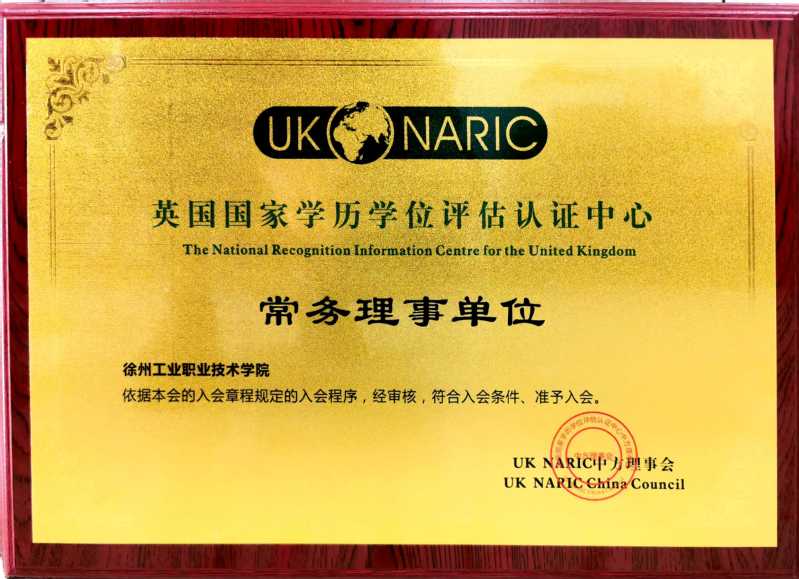 UK NARIC
英国国家学历学位评估认证中心
The National Recognition Information Centre for the United Kingdom
常务理事单位
徐州工业职业技术学院
依据本会的入会章程规定的入会程序，经审核，符合入会条件、准予入会。
UK NARIC中方理事会
UK NARIC China Council